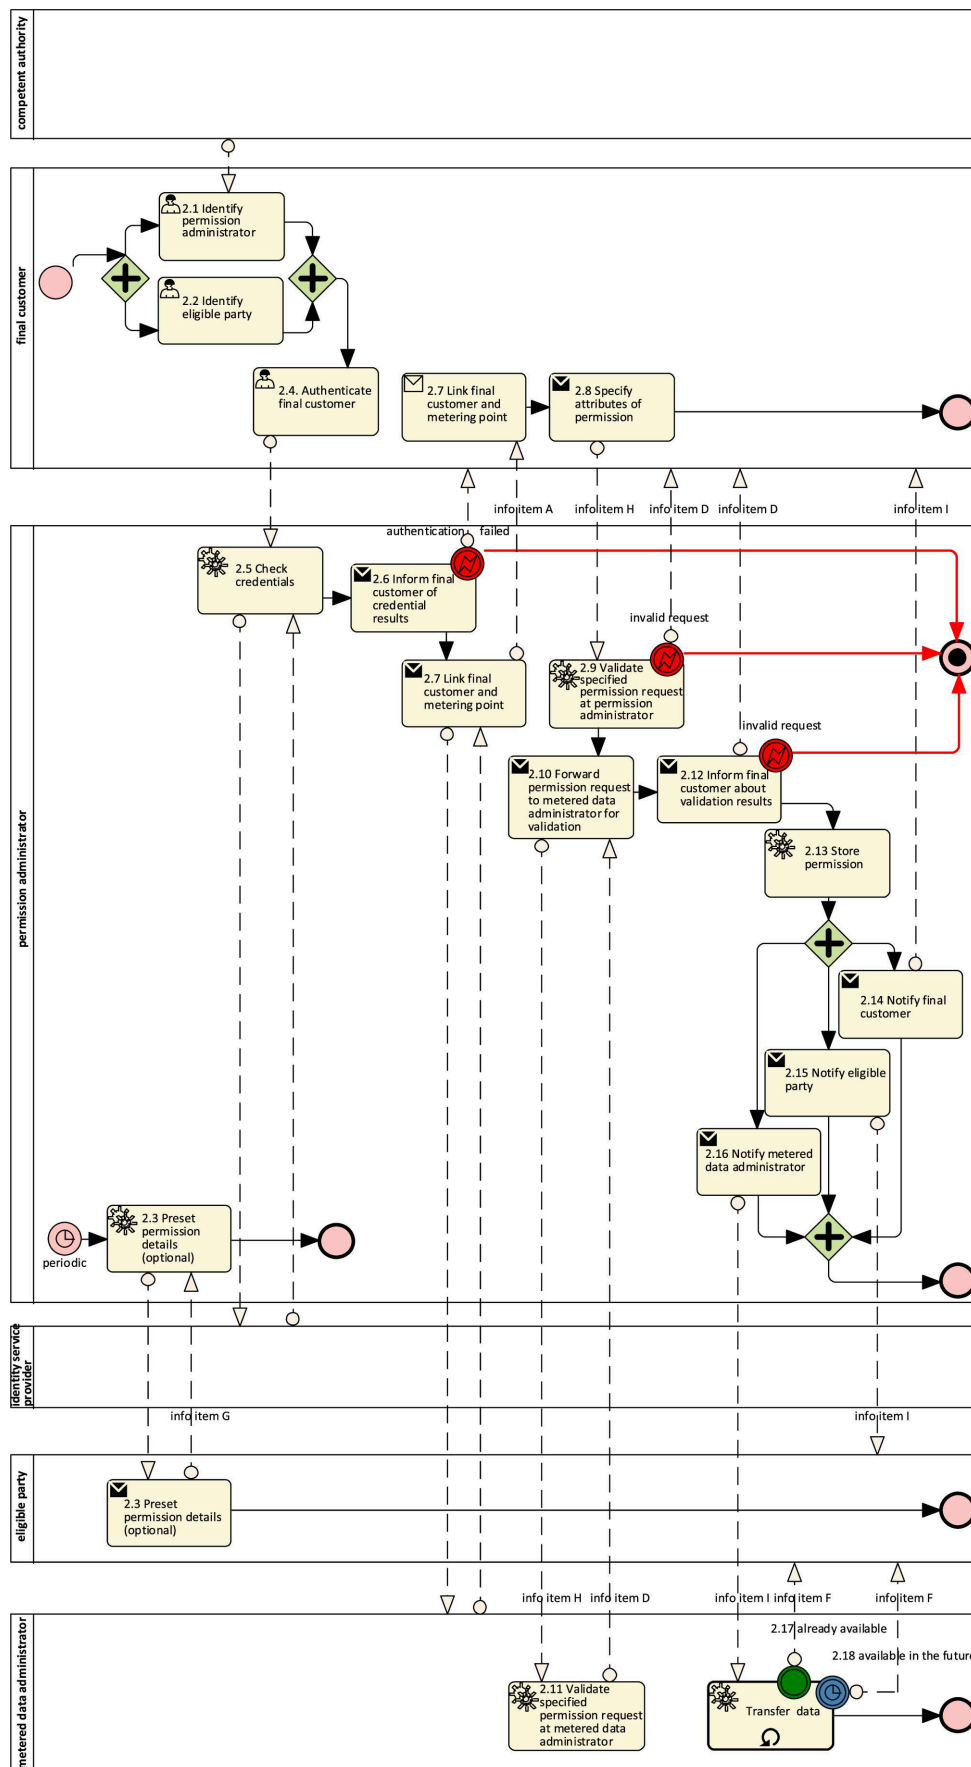 competent authority
final customer
2.1 Identify
permission
administrator
2.2 Identify
eligible party
2.4. Authenticate
final customer
2.7 Link final
customer and
metering point
2.8 Specify
attributes of
permission
info item A
info item H
info item D
info item D
info item I
permission administrator
authentication failed
2.5 Check
credentials
2.6 Inform final
customer of
credential
results
invalid request
2.7 Link final
customer and
metering point
2.9 Validate
specified
permission request
at permission
administrator
invalid request
2.10 Forward
permission request
to metered data
administrator for
validation
2.12 Inform final
customer about
validation results
2.13 Store
permission
2.14 Notify final
customer
2.15 Notify eligible
party
2.16 Notify metered
data administrator
periodic
2.3 Preset
permission
details
(optional)
identity service
provider
info item G
info item I
eligible party
2.3 Preset
permission details
(optional)
info item H
info item D
info item I
info item F
info item F
metered data administrator
2.17 already available
2.18 available in the future
2.11 Validate
specified
permission request
at metered data
administrator
Transfer data